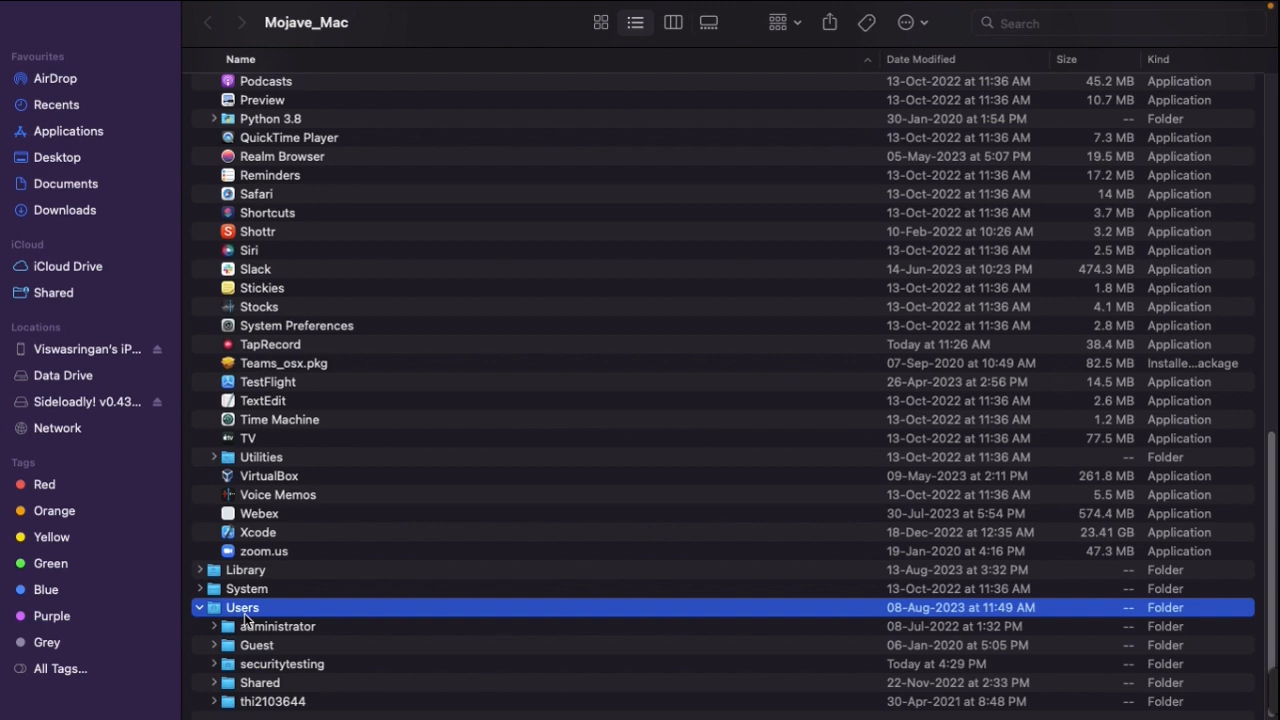 Mojave_Mac
Search
Favourites
AirDrop
Recents
Applications
Desktop
Documents
Downloads
iCloud
iCloud Drive
Shared
Locations
Viswasringan's iP...
Data Drive
Sideloadly! v0.43...
Network
Tags
Red
Orange
Yellow
Green
Blue
Purple
Grey
All Tags...
Name Date Modified Size Kind
Podcasts 13-Oct-2022 at 11:36 AM 45.2 MB Application
Preview 13-Oct-2022 at 11:36 AM 10.7 MB Application
Python 3.8 30-Jan-2020 at 1:54 PM -- Folder
QuickTime Player 13-Oct-2022 at 11:36 AM 7.3 MB Application
Realm Browser 05-May-2023 at 5:07 PM 19.5 MB Application
Reminders 13-Oct-2022 at 11:36 AM 17.2 MB Application
Safari 13-Oct-2022 at 11:36 AM 14 MB Application
Shortcuts 13-Oct-2022 at 11:36 AM 3.7 MB Application
Shottr 10-Feb-2022 at 10:26 AM 3.2 MB Application
Siri 13-Oct-2022 at 11:36 AM 2.5 MB Application
Slack 14-Jun-2023 at 10:23 PM 474.3 MB Application
Stickies 13-Oct-2022 at 11:36 AM 1.8 MB Application
Stocks 13-Oct-2022 at 11:36 AM 4.1 MB Application
System Preferences 13-Oct-2022 at 11:36 AM 2.8 MB Application
TapRecord Today at 11:26 AM 38.4 MB Application
Teams_osx.pkg 07-Sep-2020 at 10:49 AM 82.5 MB Installe...ackage
TestFlight 26-Apr-2023 at 2:56 PM 14.5 MB Application
TextEdit 13-Oct-2022 at 11:36 AM 2.6 MB Application
Time Machine 13-Oct-2022 at 11:36 AM 1.2 MB Application
TV 13-Oct-2022 at 11:36 AM 77.5 MB Application
Utilities 13-Oct-2022 at 11:36 AM -- Folder
VirtualBox 09-May-2023 at 2:11 PM 261.8 MB Application
Voice Memos 13-Oct-2022 at 11:36 AM 5.5 MB Application
Webex 30-Jul-2023 at 5:54 PM 574.4 MB Application
Xcode 18-Dec-2022 at 12:35 AM 23.41 GB Application
zoom.us 19-Jan-2020 at 4:16 PM 47.3 MB Application
Library 13-Aug-2023 at 3:32 PM -- Folder
System 13-Oct-2022 at 11:36 AM -- Folder
Users 08-Aug-2023 at 11:49 AM -- Folder
administrator 08-Jul-2022 at 1:32 PM -- Folder
Guest 06-Jan-2020 at 5:05 PM -- Folder
securitytesting Today at 4:29 PM -- Folder
Shared 22-Nov-2022 at 2:33 PM -- Folder
thi2103644 30-Apr-2021 at 8:48 PM -- Folder